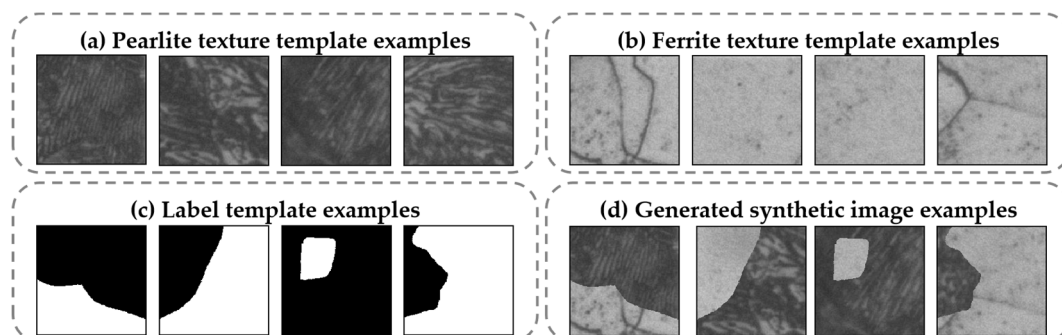 (a) Pearlite texture template examples
(b) Ferrite texture template examples
(c) Label template examples
(d) Generated synthetic image examples